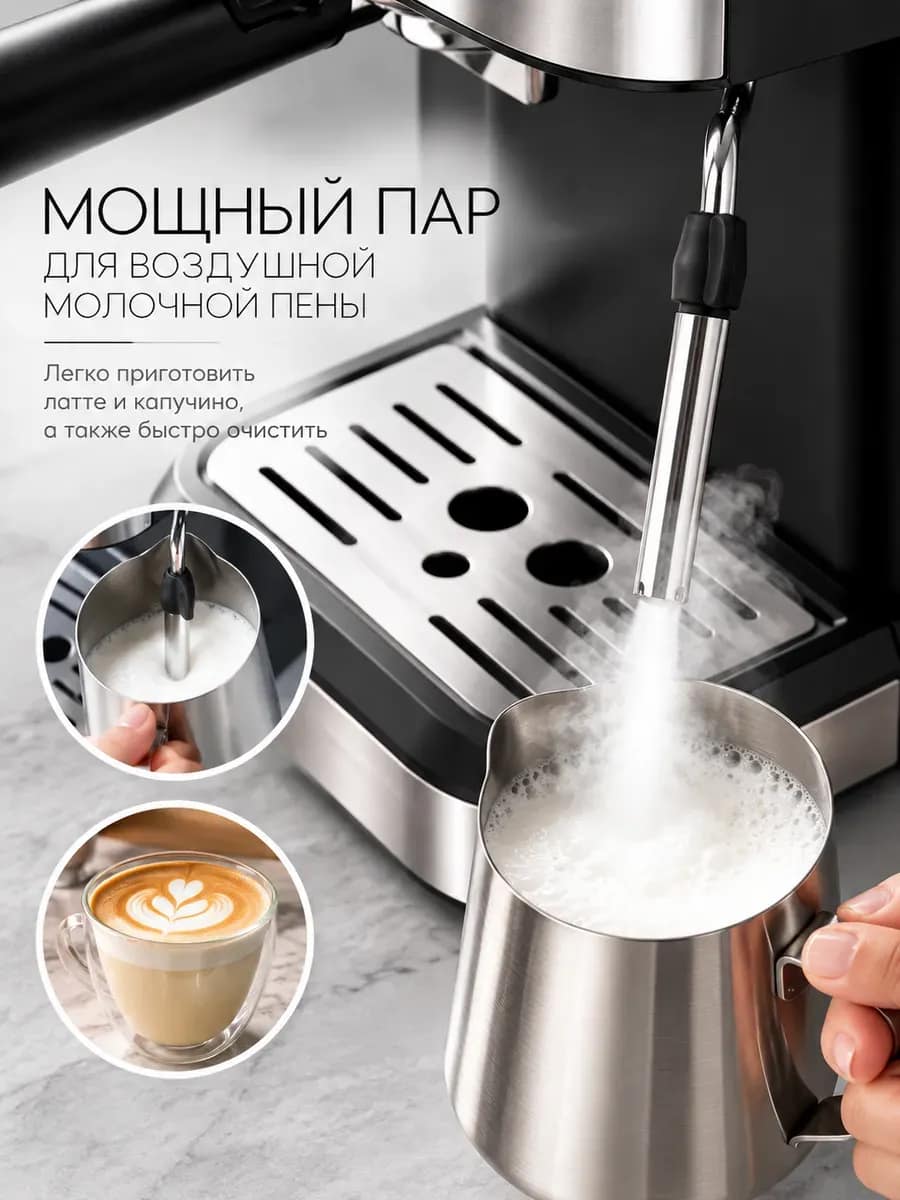 МОЩНЫЙ ПАР
ДЛЯ ВОЗДУШНОЙ
МОЛОЧНОЙ ПЕНЫ
Легко приготовить
латте и капучино,
а также быстро очистить